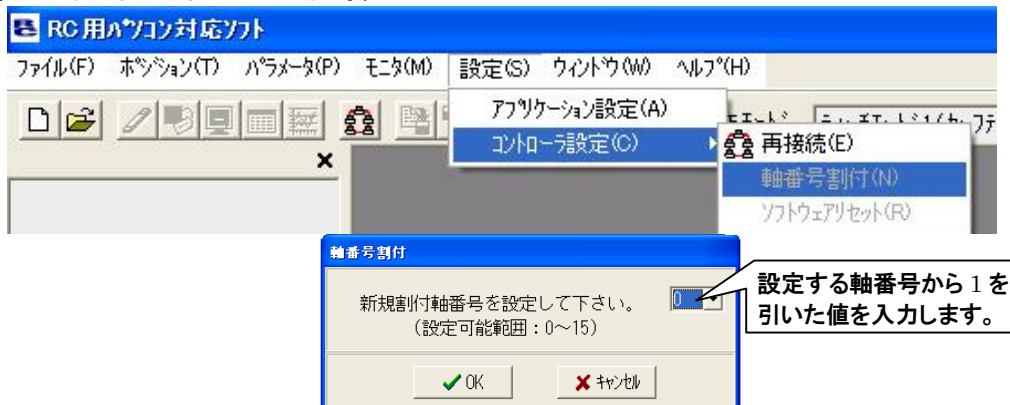 RC用パソコン対応ソフト
ファイル(F) ポジション(T) パラメータ(P) モニタ(M) 設定(S) ウィンドウ(W) ヘルプ(H)
アプリケーション設定(A)
コントローラ設定(C)
再接続(E)
軸番号割付(N)
ソフトウェアリセット(R)
軸番号割付
新規割付軸番号を設定して下さい。
(設定可能範囲:0~15)
0
OK
キャンセル
設定する軸番号から1を
引いた値を入力します。